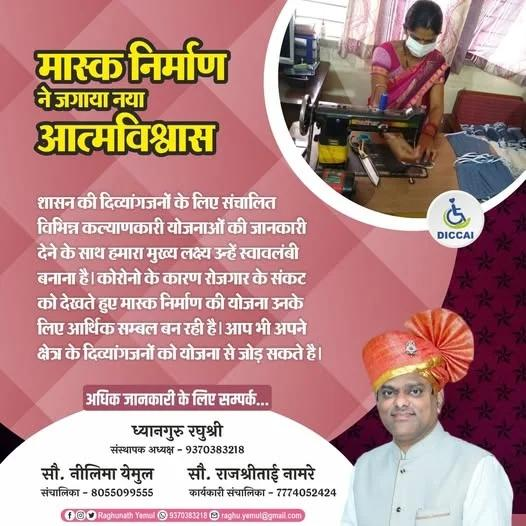 मास्क निर्माण
ने जगाया नया
आत्मविश्वास
DICCAI
शासन की दिव्यांगजनों के लिए संचालित
विभिन्न कल्याणकारी योजनाओं की जानकारी
देने के साथ हमारा मुख्य लक्ष्य उन्हें स्वावलंबी
बनाना है। कोरोनो के कारण रोजगार के संकट
को देखते हुए मास्क निर्माण की योजना उनके
लिए आर्थिक सम्बल बन रही है। आप भी अपने
क्षेत्र के दिव्यांगजनों को योजना से जोड़ सकते है।
अधिक जानकारी के लिए सम्पर्क...
ध्यानगुरु रघुश्री
संस्थापक अध्यक्ष - 9370383218
सौ. नीलिमा येमुल सौ. राजश्रीताई नामरे
संचालिका - 8055099555 कार्यकारी संचालिका - 7774052424
Raghunath Yemul 9370383218 raghu.yemul@gmail.com